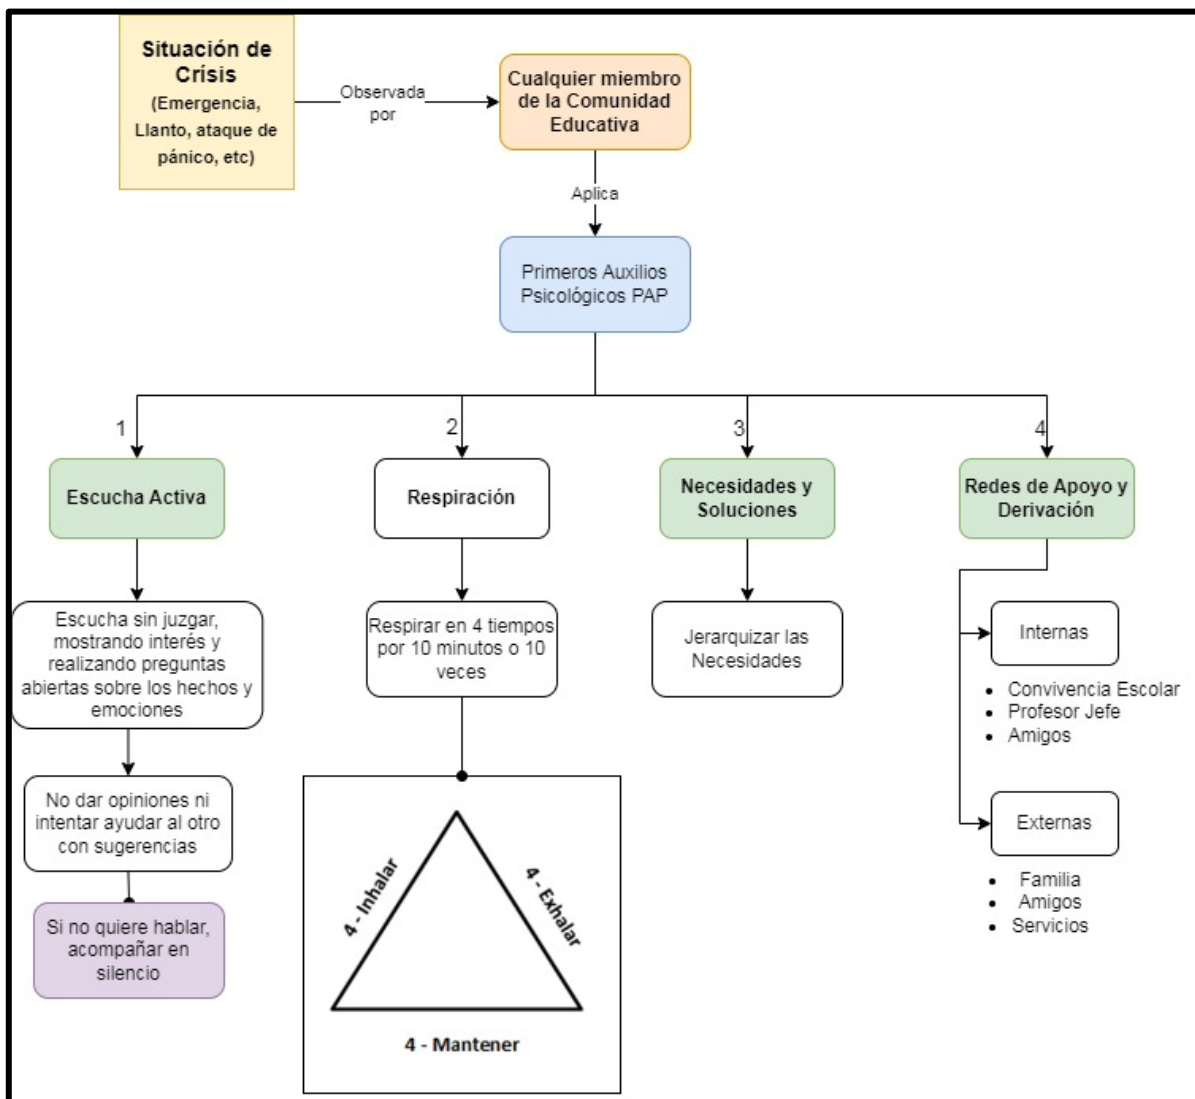 Situación de
Crísis
(Emergencia,
Llanto, ataque de
pánico, etc)
Observada
por
Cualquier miembro
de la Comunidad
Educativa
Aplica
Primeros Auxilios
Psicológicos PAP
1
2
3
4
Escucha Activa
Respiración
Necesidades y
Soluciones
Redes de Apoyo y
Derivación
Escucha sin juzgar,
mostrando interés y
realizando preguntas
abiertas sobre los hechos y
emociones
No dar opiniones ni
intentar ayudar al otro
con sugerencias
Si no quiere hablar,
acompañar en
silencio
Respirar en 4 tiempos
por 10 minutos o 10
veces
4 - Inhalar
4 - Exhalar
4 - Mantener
Jerarquizar las
Necesidades
Internas
• Convivencia Escolar
• Profesor Jefe
• Amigos
Externas
• Familia
• Amigos
• Servicios